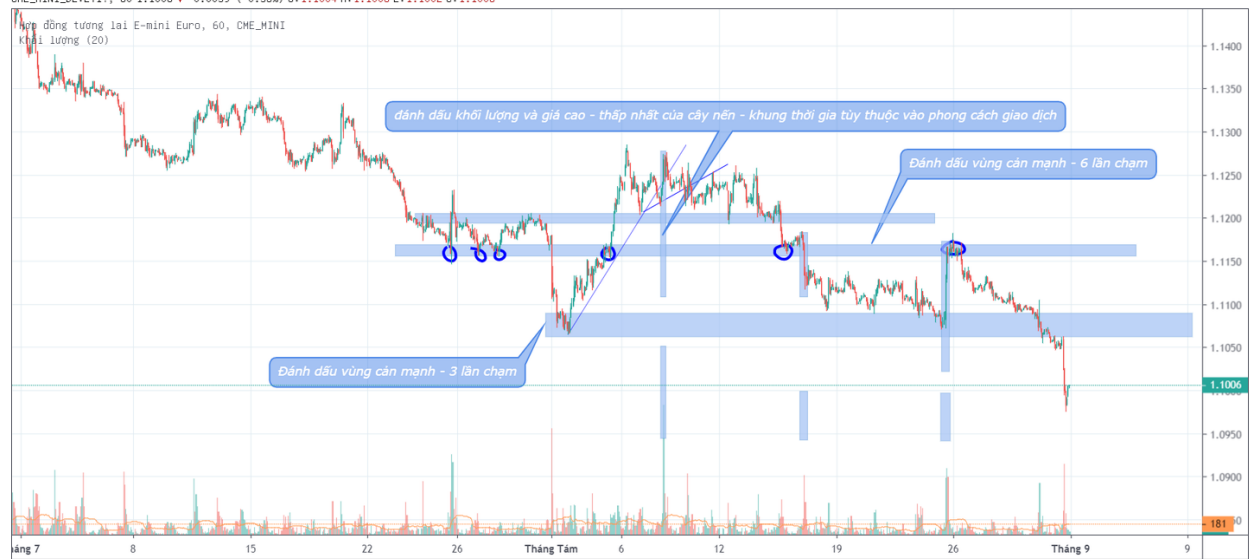 Hợp đồng tương lai E-mini Euro, 60, CME_MINI
Khối lượng (20)
1.1400
1.1350
đánh dấu khối lượng và giá cao - thấp nhất của cây nến - khung thời gia tùy thuộc vào phong cách giao dịch
1.1300
Đánh dấu vùng cản mạnh - 6 lần chạm
1.1250
1.1200
1.1150
1.1100
1.1050
Đánh dấu vùng cản mạnh - 3 lần chạm
1.1006
1.0950
1.0900
181
8 15 22 26 Tháng Tám 6 12 19 26 Tháng 9 9